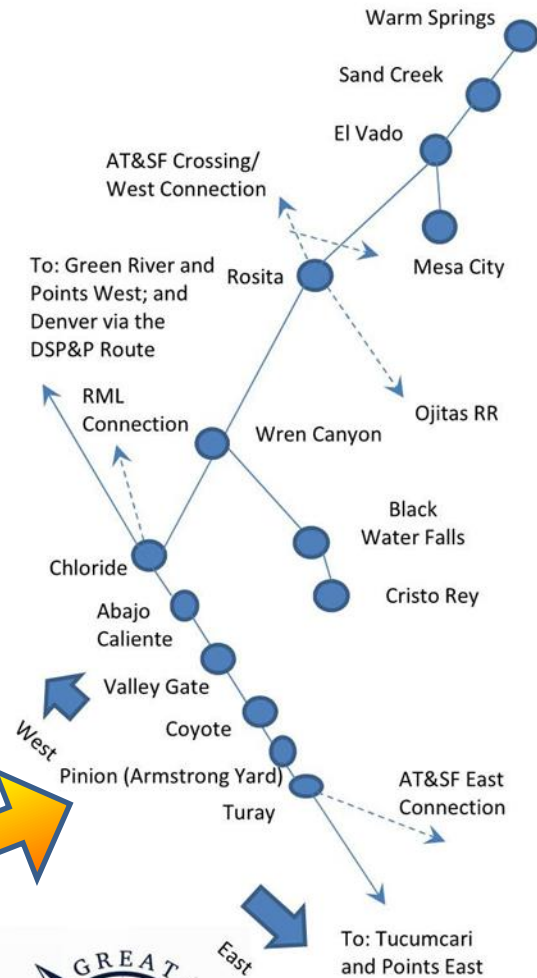 Warm Springs
Sand Creek
El Vado
AT&SF Crossing/
West Connection
Mesa City
To: Green River and
Points West; and
Denver via the
DSP&P Route
Rosita
RML
Connection
Ojitas RR
Wren Canyon
Black
Water Falls
Chloride
Cristo Rey
Abajo
Caliente
Valley Gate
West
Coyote
Pinion (Armstrong Yard)
AT&SF East
Connection
Turay
East
To: Tucumcari
and Points East
GREAT